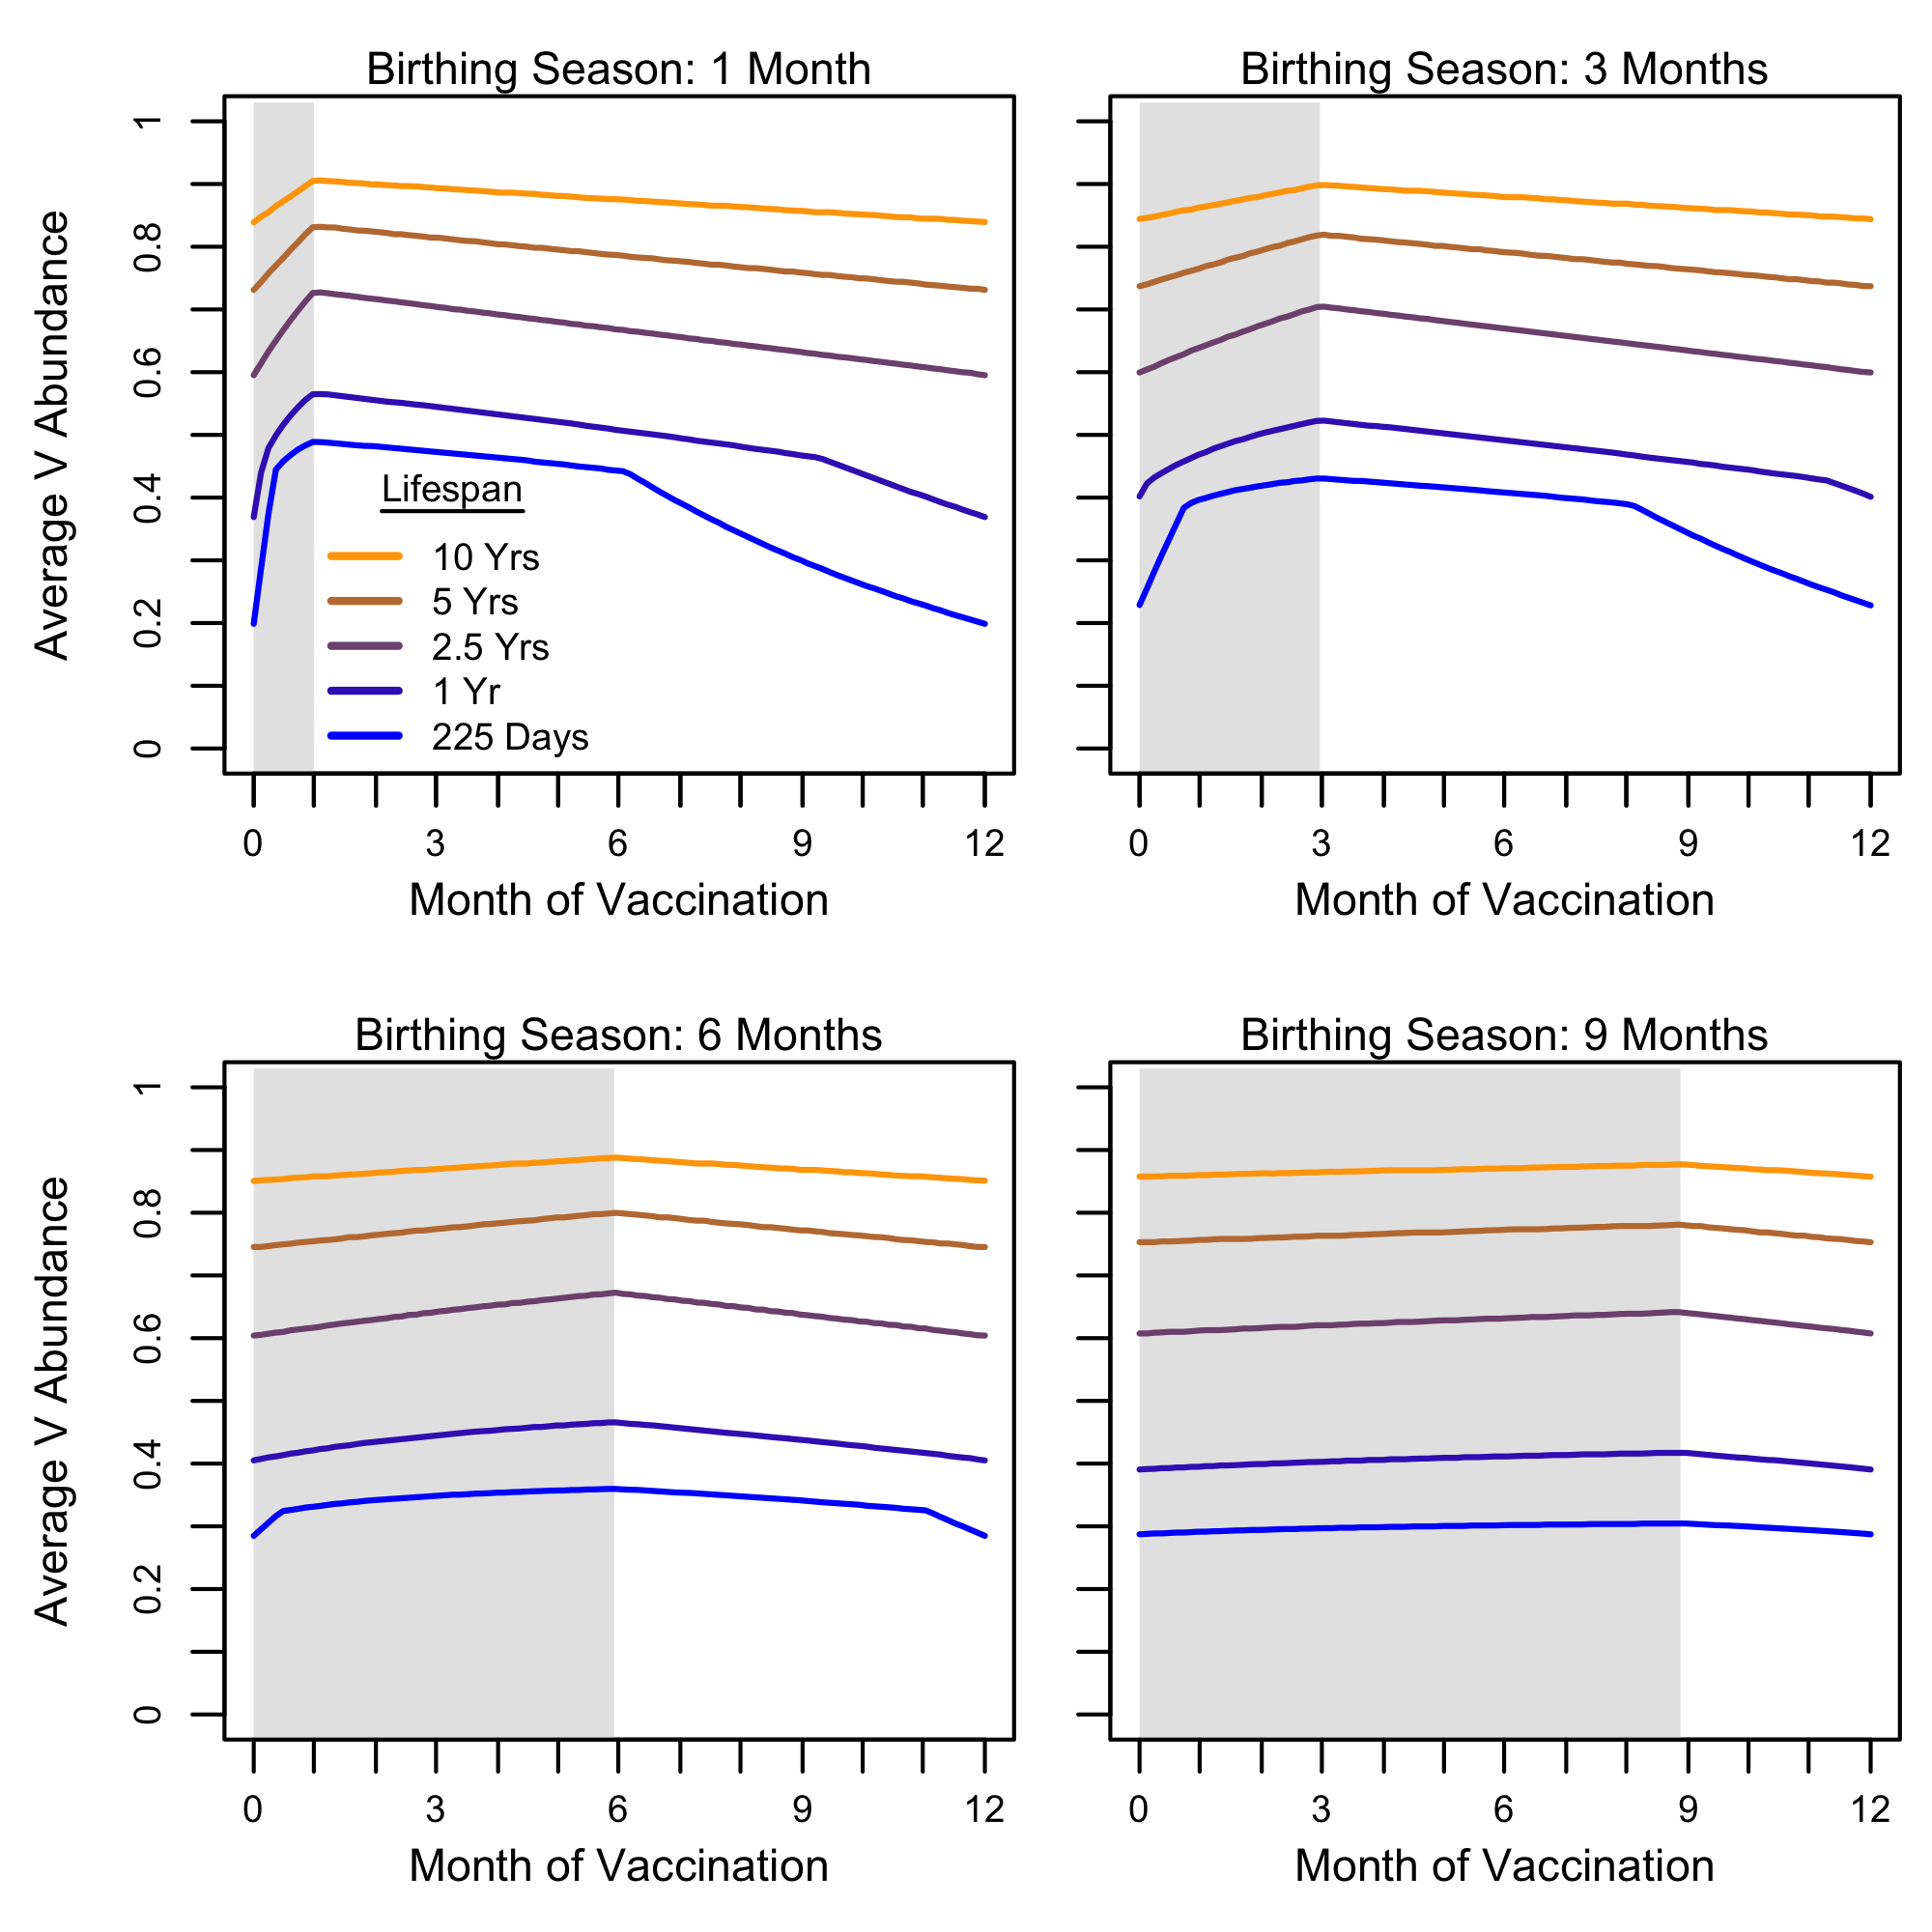 Birthing Season: 1 Month
Average V Abundance
0
0.2
0.4
0.6
0.8
1
Lifespan
10 Yrs
5 Yrs
2.5 Yrs
1 Yr
225 Days
0 3 6 9 12
Month of Vaccination
Birthing Season: 3 Months
0 3 6 9 12
Month of Vaccination
Birthing Season: 6 Months
Average V Abundance
0
0.2
0.4
0.6
0.8
1
0 3 6 9 12
Month of Vaccination
Birthing Season: 9 Months
0 3 6 9 12
Month of Vaccination